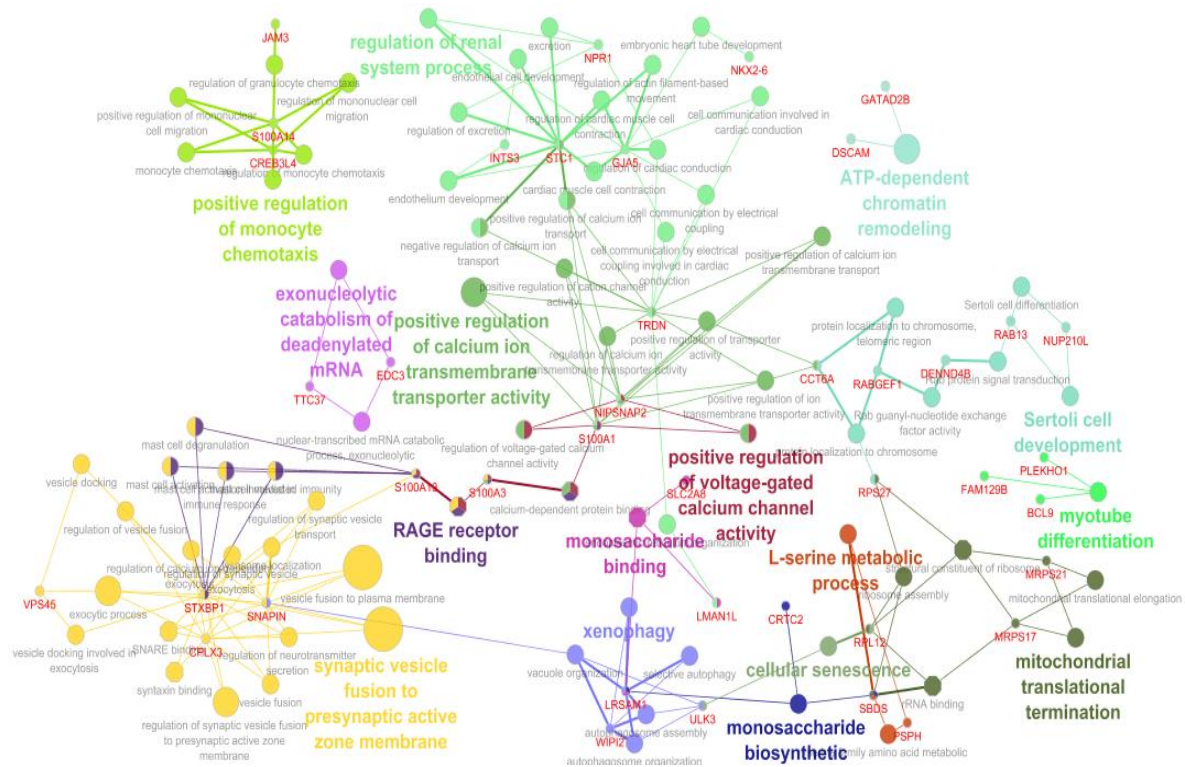 JAM3
regulation of granulocyte chemotaxis
regulation of mononuclear cell
migration
positive regulation of mononuclear
cell migration
S100A14
CREB3L4
monocyte chemotaxis
regulation of monocyte chemotaxis
positive regulation
of monocyte
chemotaxis
regulation of renal
system process
excretion
NPR1
embryonic heart tube development
NKX2-6
endothelial cell development
regulation of actin filament-based
movement
regulation of excretion
regulation of cardiac muscle cell
contraction
cell communication involved in
cardiac conduction
INTS3
STC1
GJA5
regulation of cardiac conduction
endothelium development
cardiac muscle cell contraction
positive regulation of calcium ion
transport
cell communication by electrical
coupling
negative regulation of calcium ion
transport
cell communication by electrical
coupling involved in cardiac
conduction
positive regulation of calcium ion
transmembrane transport
GATAD2B
DSCAM
ATP-dependent
chromatin
remodeling
exonucleolytic
catabolism of
deadenylated
mRNA
EDC3
TTC37
nuclear-transcribed mRNA catabolic
process, exonucleolytic
positive regulation of cation channel
activity
positive regulation
of calcium ion
transmembrane
transporter activity
TRDN
positive regulation of transporter
activity
regulation of calcium ion
transmembrane transporter activity
NIPSNAP2
positive regulation of ion
transmembrane transporter activity
S100A1
CCT6A
protein localization to chromosome,
telomeric region
RABGEF1
DENND4B
Rab protein signal transduction
Rab guanyl-nucleotide exchange
factor activity
protein localization to chromosome
Sertoli cell differentiation
RAB13
NUP210L
Sertoli cell
development
mast cell degranulation
mast cell activation
immune response
S100A13
regulation of voltage-gated calcium
channel activity
S100A3
calcium-dependent protein binding
RAGE receptor
binding
positive regulation
of voltage-gated
calcium channel
activity
SLC2A8
monosaccharide
binding
LMAN1L
vesicle docking
regulation of vesicle fusion
regulation of synaptic vesicle
transport
regulation of synaptic vesicle
exocytosis
VPS45
exocytic process
STXBP1
SNAPIN
vesicle fusion to plasma membrane
vesicle docking involved in
exocytosis
SNARE binding
CPLX3
regulation of neurotransmitter
secretion
syntaxin binding
vesicle fusion
regulation of synaptic vesicle fusion
to presynaptic active zone
membrane
synaptic vesicle
fusion to
presynaptic active
zone membrane
xenophagy
vacuole organization
selective autophagy
LRSAM1
ULK3
WIPI2
autophagosome assembly
autophagosome organization
CRTC2
monosaccharide
biosynthetic
cellular senescence
L-serine metabolic
process
RPS27
structural constituent of ribosome
ribosome assembly
RPL12
SBDS
rRNA binding
PSPH
family amino acid metabolic
MRPS21
mitochondrial translational elongation
MRPS17
mitochondrial
translational
termination
PLEKHO1
FAM129B
BCL9
myotube
differentiation